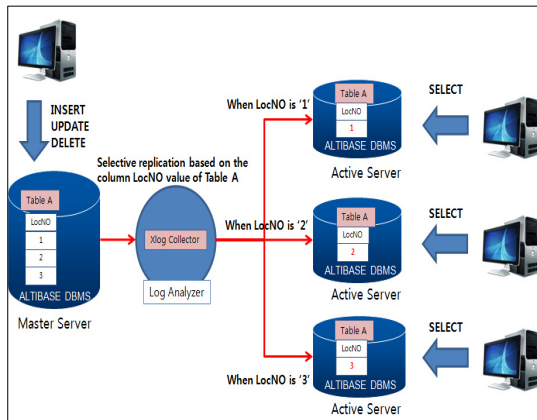 INSERT
UPDATE
DELETE
Selective replication based on the
column LocNO value of Table A
Table A
LocNO
1
2
3
ALTIBASE DBMS
Master Server
Xlog Collector
Log Analyzer
When LocNO is '1'
Table A
LocNO
1
ALTIBASE DBMS
Active Server
SELECT
When LocNO is '2'
Table A
LocNO
2
ALTIBASE DBMS
Active Server
SELECT
When LocNO is '3'
Table A
LocNO
3
ALTIBASE DBMS
Active Server
SELECT